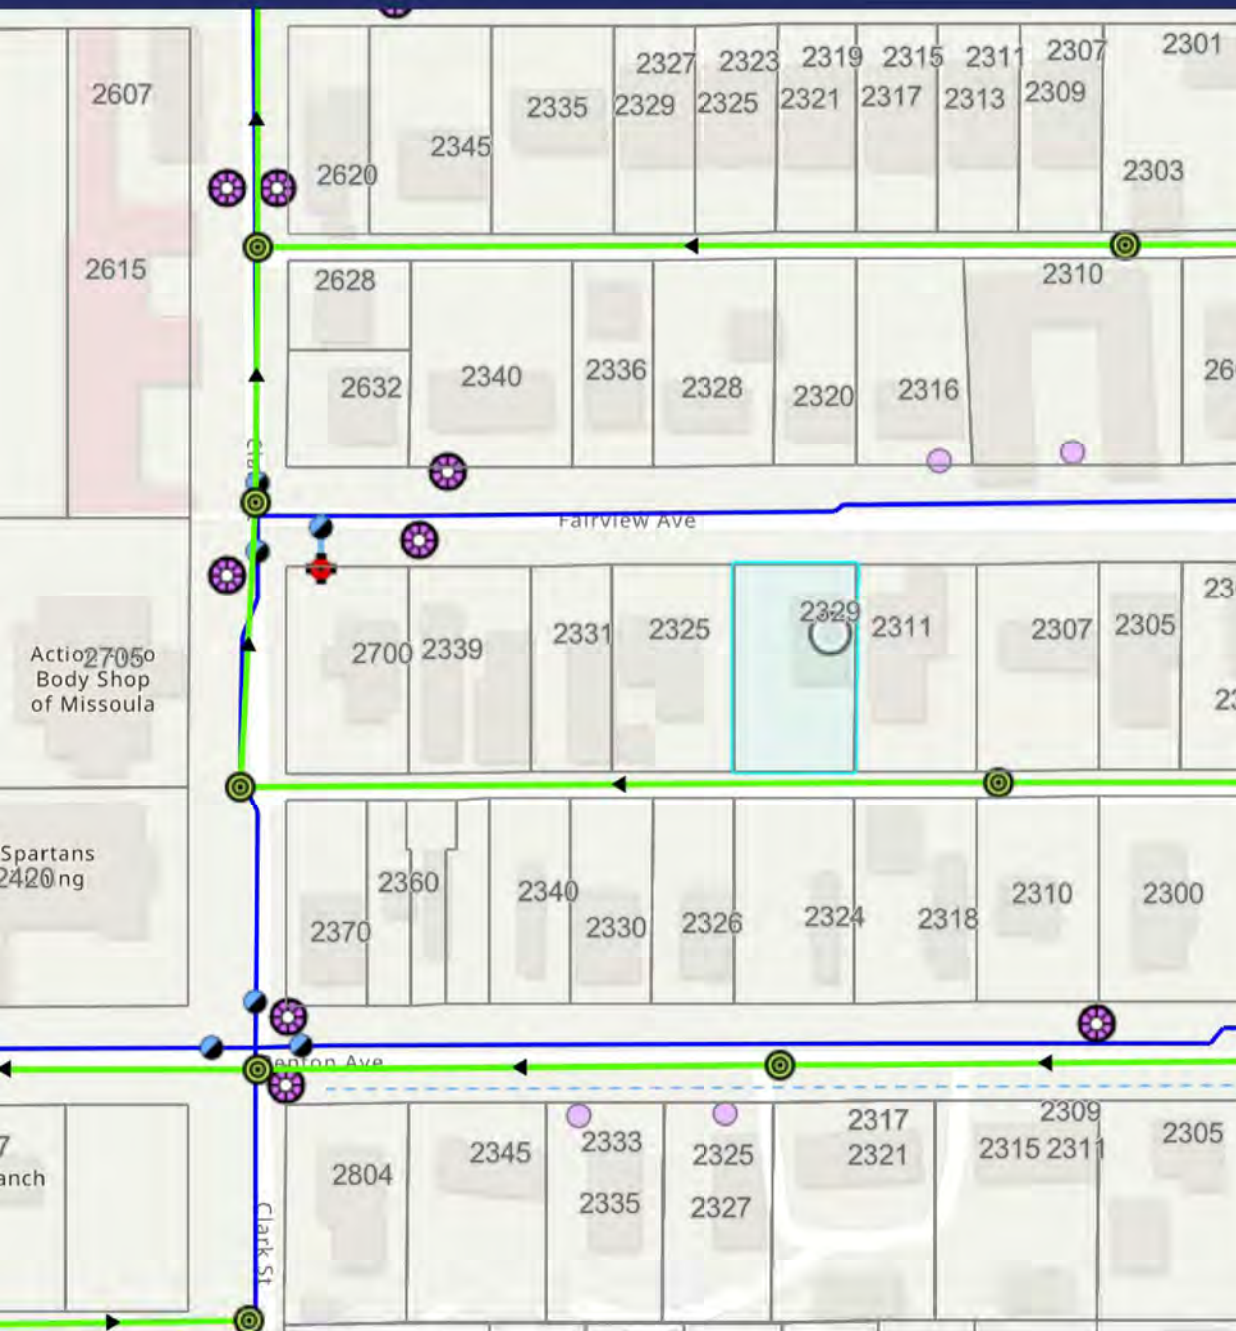 2327 2323 2319 2315 2311 2307 2301
2607 2335 2329 2325 2321 2317 2313 2309
2345
2620 2303
2615 2628 2310
2632 2340 2336 2328 2320 2316
Fairview Ave
2329
2700 2339 2331 2325 2311 2307 2305
2705
Body Shop
of Missoula
Spartans
2420 ng
2370 2360 2340 2330 2326 2324 2318 2310 2300
2317 2309
2345 2333 2325 2321 2315 2311 2305
2804 2335 2327
Clark St